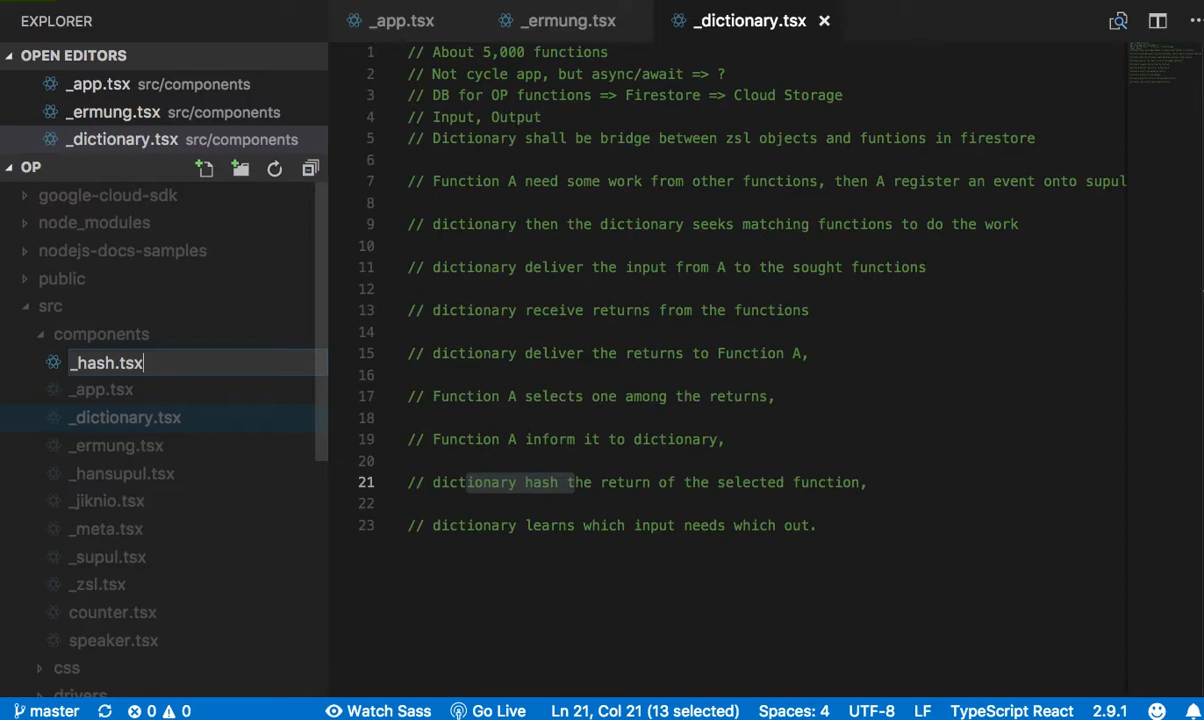 EXPLORER
_app.tsx
_ermung.tsx
_dictionary.tsx
OPEN EDITORS
_app.tsx src/components
_ermung.tsx src/components
_dictionary.tsx src/components
OP
google-cloud-sdk
node_modules
nodejs-docs-samples
public
src
components
_hash.tsx
_app.tsx
_dictionary.tsx
_ermung.tsx
_hansupul.tsx
_jiknio.tsx
_meta.tsx
_supul.tsx
_zsl.tsx
counter.tsx
speaker.tsx
css
drivers
1 // About 5,000 functions
2 // Not cycle app, but async/await => ?
3 // DB for OP functions => Firestore => Cloud Storage
4 // Input, Output
5 // Dictionary shall be bridge between zsl objects and funtions in firestore
6
7 // Function A need some work from other functions, then A register an event onto supul
8
9 // dictionary then the dictionary seeks matching functions to do the work
10
11 // dictionary deliver the input from A to the sought functions
12
13 // dictionary receive returns from the functions
14
15 // dictionary deliver the returns to Function A,
16
17 // Function A selects one among the returns,
18
19 // Function A inform it to dictionary,
20
21 // dictionary hash the return of the selected function,
22
23 // dictionary learns which input needs which out.
master 0 0 Watch Sass Go Live Ln 21, Col 21 (13 selected) Spaces: 4 UTF-8 LF TypeScript React 2.9.1